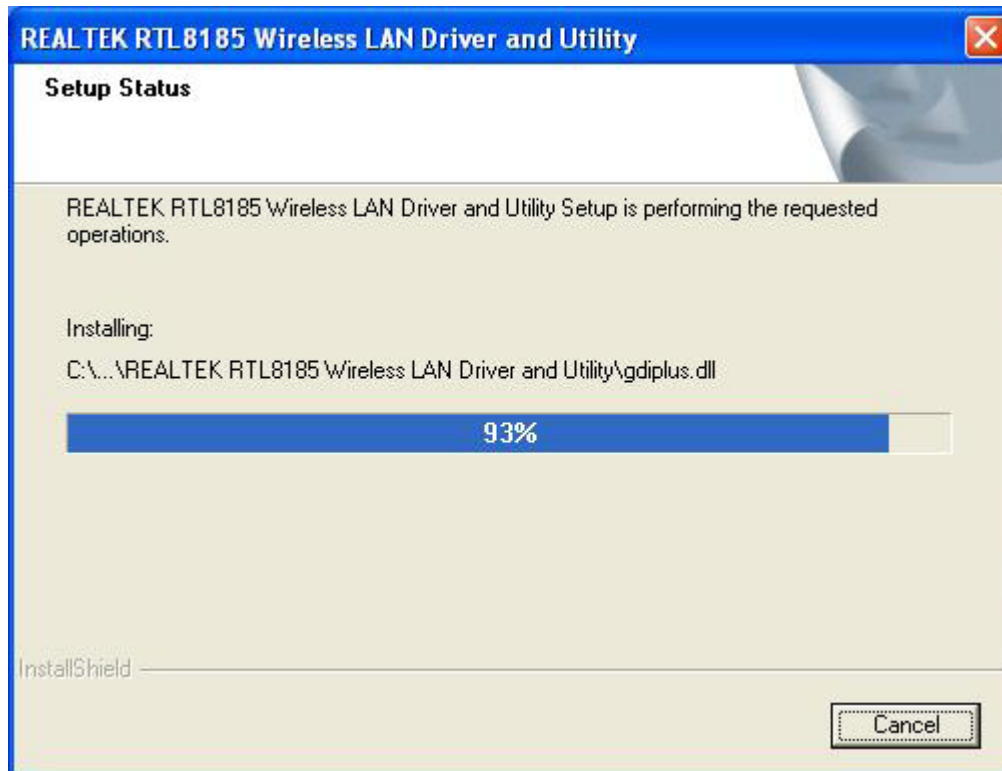 REALTEK RTL8185 Wireless LAN Driver and Utility
Setup Status
REALTEK RTL8185 Wireless LAN Driver and Utility Setup is performing the requested
operations.
Installing:
C:\...\REALTEK RTL8185 Wireless LAN Driver and Utility\gdiplus.dll
93%
InstallShield
Cancel